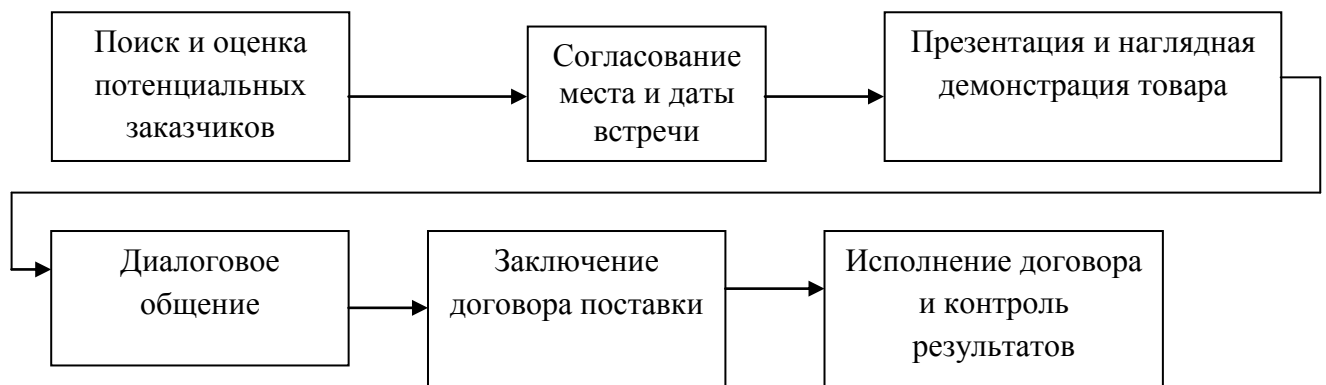 Поиск и оценка
потенциальных
заказчиков
Согласование
места и даты
встречи
Презентация и наглядная
демонстрация товара
Диалоговое
общение
Заключение
договора поставки
Исполнение договора
и контроль
результатов